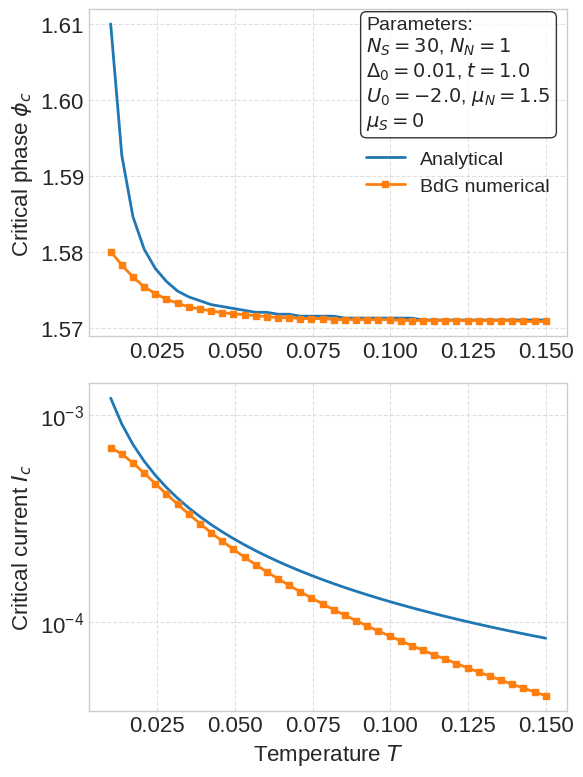 1.61
1.60
1.59
1.58
1.57
Critical phase ϕ_c
Parameters:
N_S = 30, N_N = 1
Δ_0 = 0.01, t = 1.0
U_0 = −2.0, μ_N = 1.5
μ_S = 0
Analytical
BdG numerical
0.025 0.050 0.075 0.100 0.125 0.150
10^{−3}
10^{−4}
Critical current I_c
0.025 0.050 0.075 0.100 0.125 0.150
Temperature T